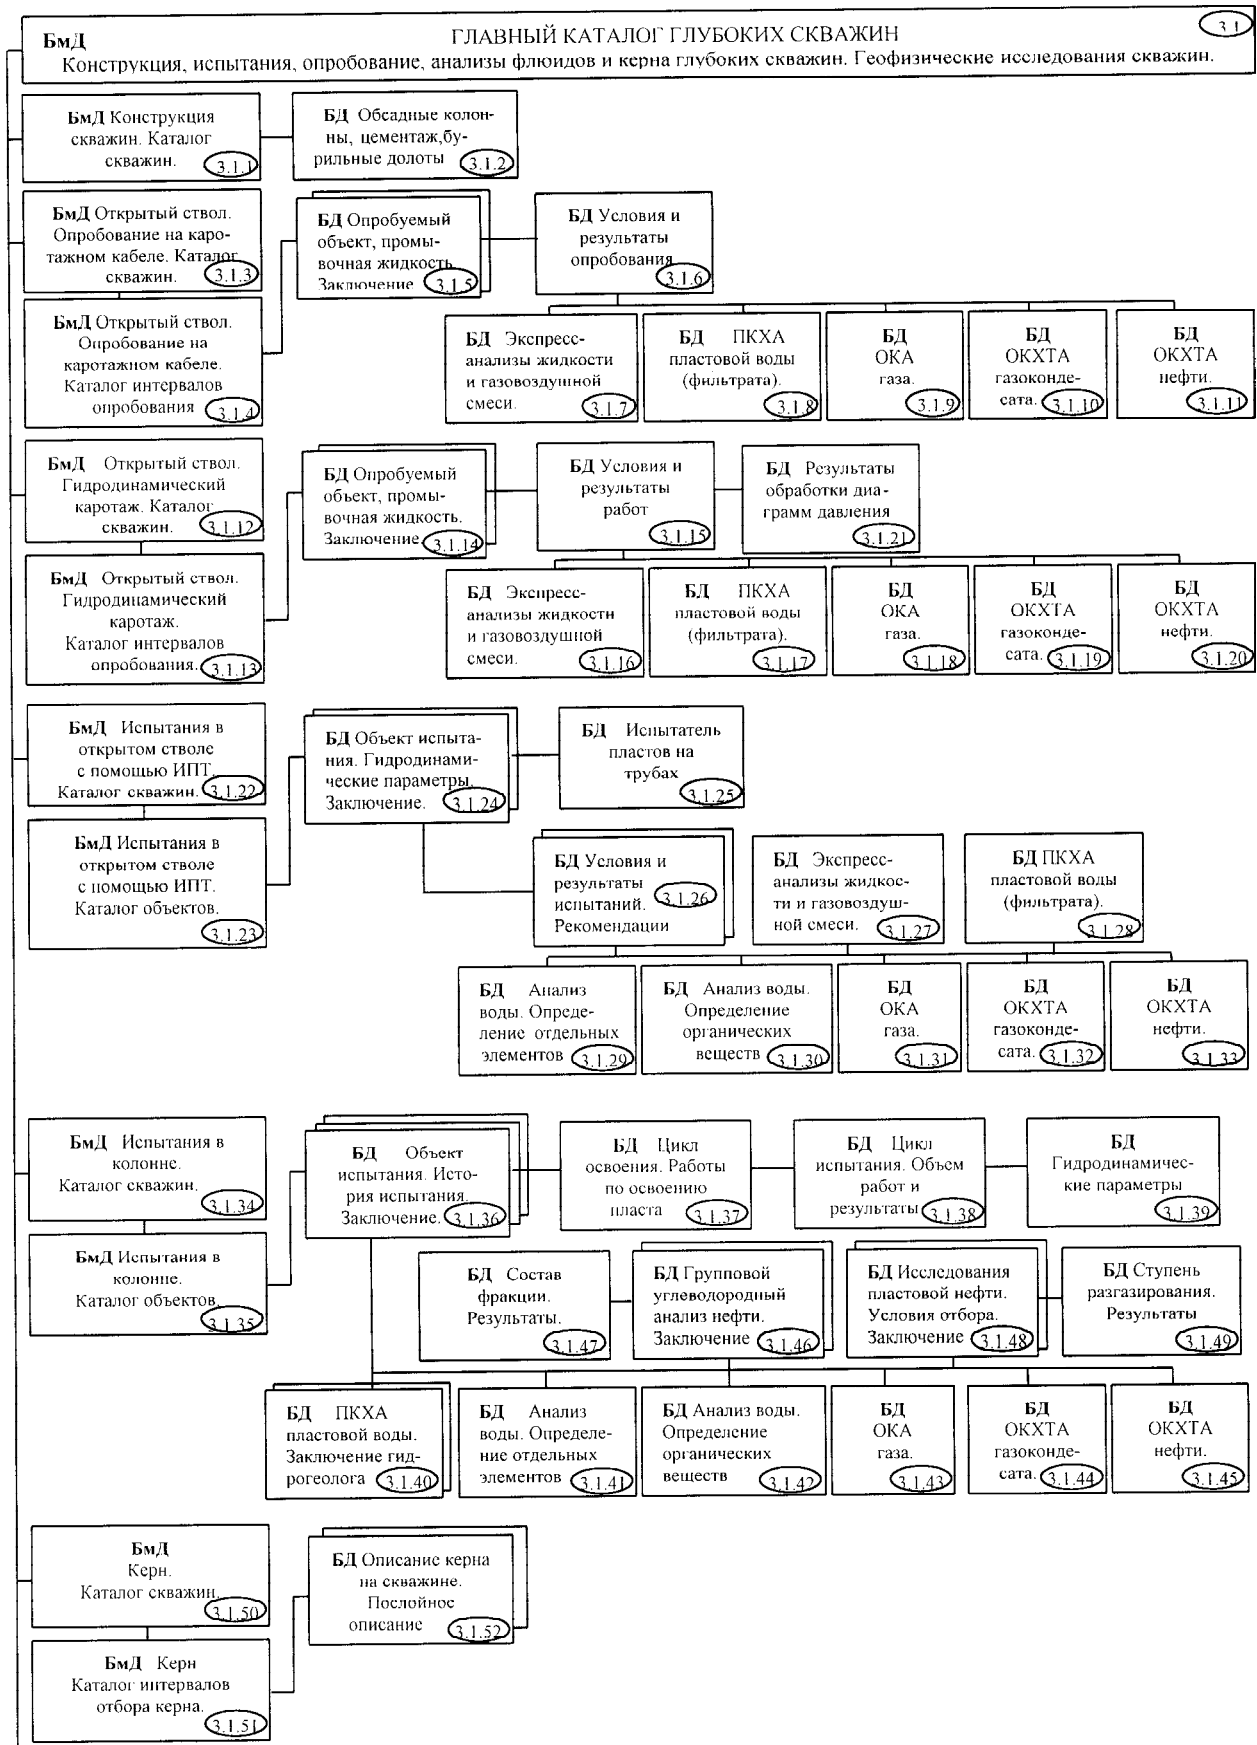 3.1
БмД ГЛАВНЫЙ КАТАЛОГ ГЛУБОКИХ СКВАЖИН
Конструкция, испытания, опробование, анализы флюидов и керна глубоких скважин. Геофизические исследования скважин.
БмД Конструкция
скважин. Каталог
скважин. 3.1.1
БД Обсадные колон-
ны, цементаж,бу-
рильные долоты 3.1.2
БмД Открытый ствол.
Опробование на каро-
тажном кабеле. Каталог
скважин. 3.1.3
БмД Открытый ствол.
Опробование на
каротажном кабеле.
Каталог интервалов
опробования 3.1.4
БД Опробуемый
объект, промы-
вочная жидкость
Заключение 3.1.5
БД Условия и
результаты
опробования
3.1.6
БД Экспресс-
анализы жидкости
и газовоздушной
смеси. 3.1.7
БД ПКХА
пластовой воды
(фильтрата).
3.1.8
БД
ОКА
газа.
3.1.9
БД
ОКХТА
газоконде-
сата. 3.1.10
БД
ОКХТА
нефти.
3.1.11
БмД Открытый ствол.
Гидродинамический
каротаж. Каталог
скважин. 3.1.12
БмД Открытый ствол.
Гидродинамический
каротаж.
Каталог интервалов
опробования. 3.1.13
БД Опробуемый
объект, промы-
вочная жидкость.
Заключение. 3.1.14
БД Условия и
результаты
работ
3.1.15
БД Результаты
обработки диа-
грамм давления
3.1.21
БД Экспресс-
анализы жидкости
и газовоздушной
смеси. 3.1.16
БД ПКХА
пластовой воды
(фильтрата).
3.1.17
БД
ОКА
газа.
3.1.18
БД
ОКХТА
газоконде-
сата. 3.1.19
БД
ОКХТА
нефти.
3.1.20
БмД Испытания в
открытом стволе
с помощью ИПТ.
Каталог скважин. 3.1.22
БмД Испытания в
открытом стволе
с помощью ИПТ.
Каталог объектов.
3.1.23
БД Объект испыта-
ния. Гидродинами-
ческие параметры.
Заключение. 3.1.24
БД Испытатель
пластов на
трубах
3.1.25
БД Условия и
результаты
испытаний. 3.1.26
Рекомендации
БД Экспресс-
анализы жидкос-
ти и газовоздуш-
ной смеси. 3.1.27
БД ПКХА
пластовой воды
(фильтрата).
3.1.28
БД Анализ
воды. Опреде-
ление отдельных
элементов 3.1.29
БД Анализ воды.
Определение
органических
веществ 3.1.30
БД
ОКА
газа.
3.1.31
БД
ОКХТА
газоконде-
сата. 3.1.32
БД
ОКХТА
нефти.
3.1.33
БмД Испытания в
колонне.
Каталог скважин.
3.1.34
БмД Испытания в
колонне.
Каталог объектов.
3.1.35
БД Объект
испытания. Исто-
рия испытания.
Заключение. 3.1.36
БД Цикл
освоения. Работы
по освоению
пласта 3.1.37
БД Цикл
испытания. Объем
работ и
результаты 3.1.38
БД
Гидродинамичес-
кие параметры
3.1.39
БД Состав
фракции.
Результаты.
3.1.47
БД Групповой
углеводородный
анализ нефти.
Заключение 3.1.46
БД Исследования
пластовой нефти.
Условия отбора.
Заключение 3.1.48
БД Ступень
разгазирования.
Результаты
3.1.49
БД ПКХА
пластовой воды.
Заключение гид-
рогеолога 3.1.40
БД Анализ
воды. Определе-
ние отдельных
элементов 3.1.41
БД Анализ воды.
Определение
органических
веществ 3.1.42
БД
ОКА
газа.
3.1.43
БД
ОКХТА
газоконде-
сата. 3.1.44
БД
ОКХТА
нефти.
3.1.45
БмД
Керн.
Каталог скважин.
3.1.50
БмД Керн
Каталог интервалов
отбора керна.
3.1.51
БД Описание керна
на скважине.
Послойное
описание 3.1.52